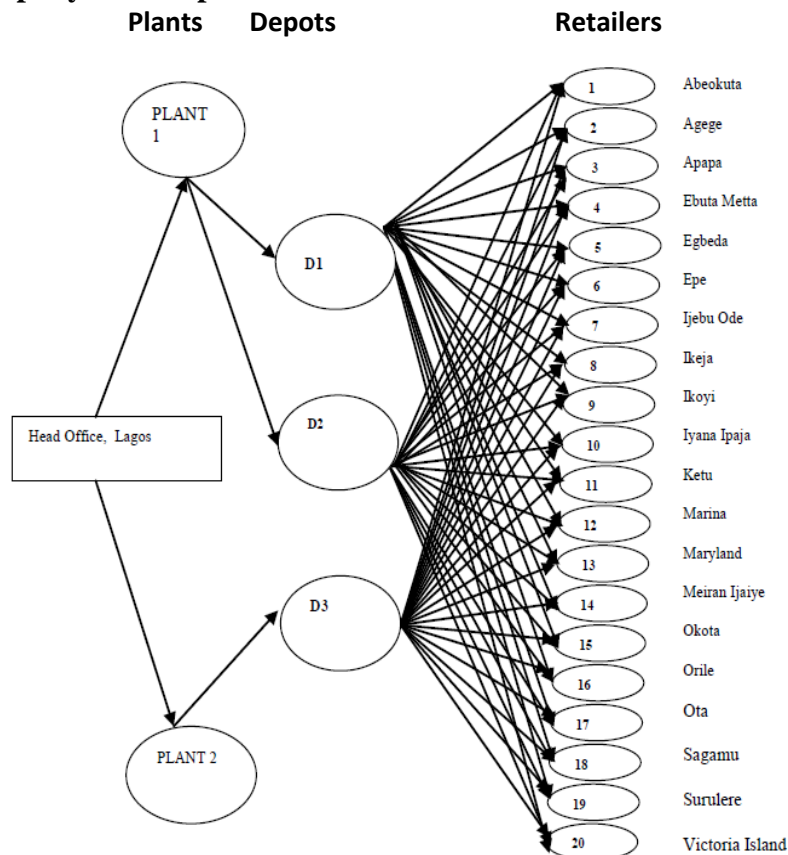 Plants Depots Retailers
PLANT
1
D1
D2
D3
Head Office, Lagos
PLANT 2
1 Abeokuta
2 Agege
3 Apapa
4 Ebuta Metta
5 Egbeda
6 Epe
7 Ijebu Ode
8 Ikeja
9 Ikoyi
10 Iyana Ipaja
11 Ketu
12 Marina
13 Maryland
14 Meiran Ijaiye
15 Okota
16 Orile
17 Ota
18 Sagamu
19 Surulere
20 Victoria Island